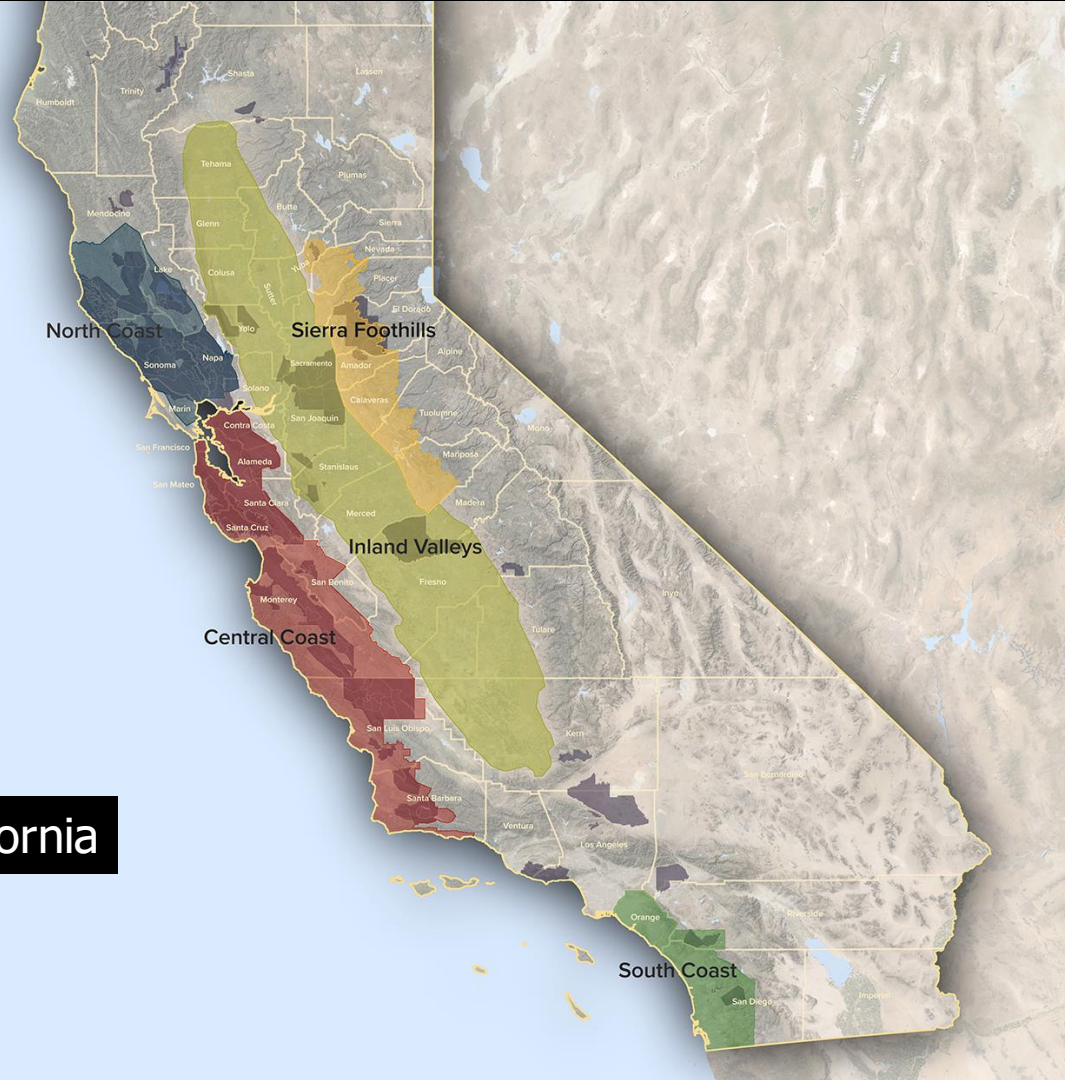 Shasta
Lassen
Trinity
Humboldt
Tehama
Plumas
Butte
Mendocino
Glenn
Sierra
Nevada
Lake
Colusa
Yuba
Placer
Sutter
El Dorado
North Coast
Yolo
Sierra Foothills
Napa
Sonoma
Sacramento
Amador
Alpine
Solano
Calaveras
Marin
Tuolumne
San Joaquin
Contra Costa
Mono
San Francisco
Mariposa
Alameda
Stanislaus
San Mateo
Santa Clara
Madera
Merced
Santa Cruz
Inland Valleys
San Benito
Fresno
Inyo
Monterey
Tulare
Central Coast
San Luis Obispo
Kern
San Bernardino
Santa Barbara
Ventura
ornia
Los Angeles
Orange
Riverside
South Coast
Imperial
San Diego